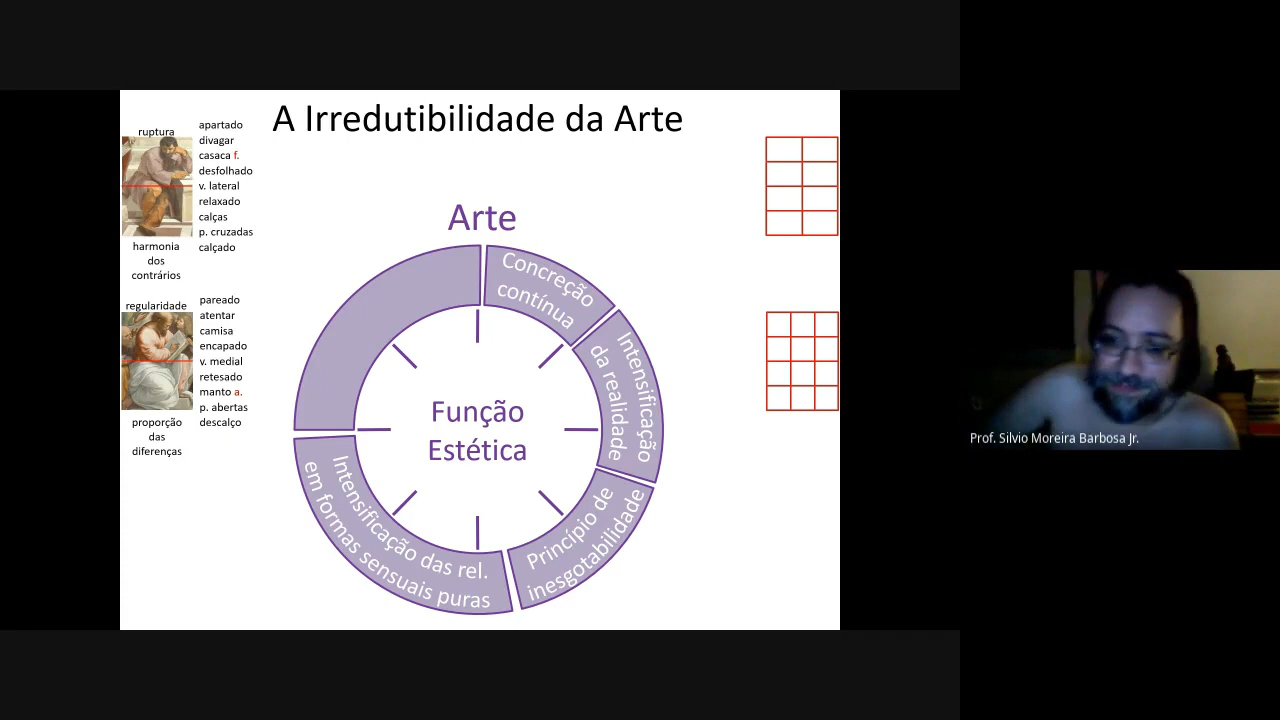 A Irredutibilidade da Arte
ruptura
harmonia
dos
contrários
apartado
divagar
casaca f.
desfolhado
v. lateral
relaxado
calças
p. cruzadas
calçado
regularidade
proporção
das
diferenças
pareado
atentar
camisa
encapado
v. medial
retesado
manto a.
p. abertas
descalço
Arte
Concreção
contínua
Intensificação
da realidade
Princípio de
inesgotabilidade
Intensificação das rel.
em formas sensuais puras
Função
Estética
Prof. Silvio Moreira Barbosa Jr.